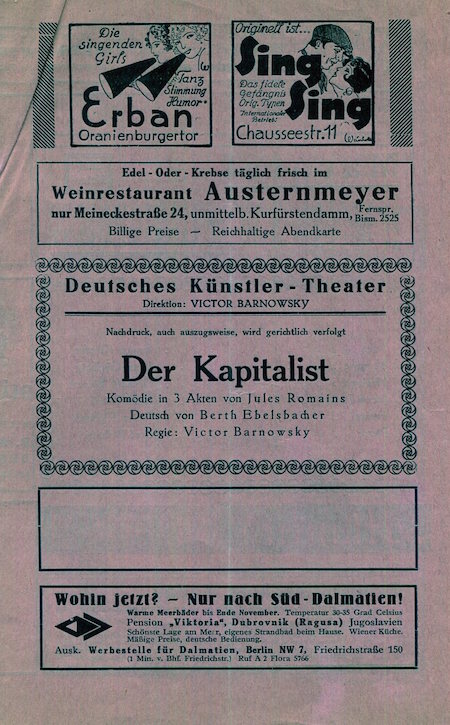 Die
singenden
Girls
Tanz
Stimmung
Humor.
Erban
Oranienburgertor
Originell ist...
Sing
Sing
Das fidele
Gefängnis
Orig. Typen
Internationaler
Betrieb!
Chausseestr. 11
Edel-Oder-Krebse täglich frisch im
Weinrestaurant Austernmeyer
nur Meineckestraße 24, unmittelb. Kurfürstendamm, Fernspr. Bism. 2525
Billige Preise — Reichhaltige Abendkarte
Deutsches Künstler-Theater
Direktion: VICTOR BARNOWSKY
Nachdruck, auch auszugsweise, wird gerichtlich verfolgt
Der Kapitalist
Komödie in 3 Akten von Jules Romains
Deutsch von Berth Ebelsbacher
Regie: Victor Barnowsky
Wohin jetzt? — Nur nach Süd-Dalmatien!
Warme Meerbäder bis Ende November. Temperatur 30-35 Grad Celsius
Pension „Viktoria“, Dubrovnik (Ragusa) Jugoslavien
Schönste Lage am Meer, eigenes Strandbad beim Hause. Wiener Küche.
Mäßige Preise, deutsche Bedienung.
Ausk. Werbestelle für Dalmatien, Berlin NW 7, Friedrichstraße 150
(1 Min. v. Bhf. Friedrichstr.) Ruf A 2 Flora 5766